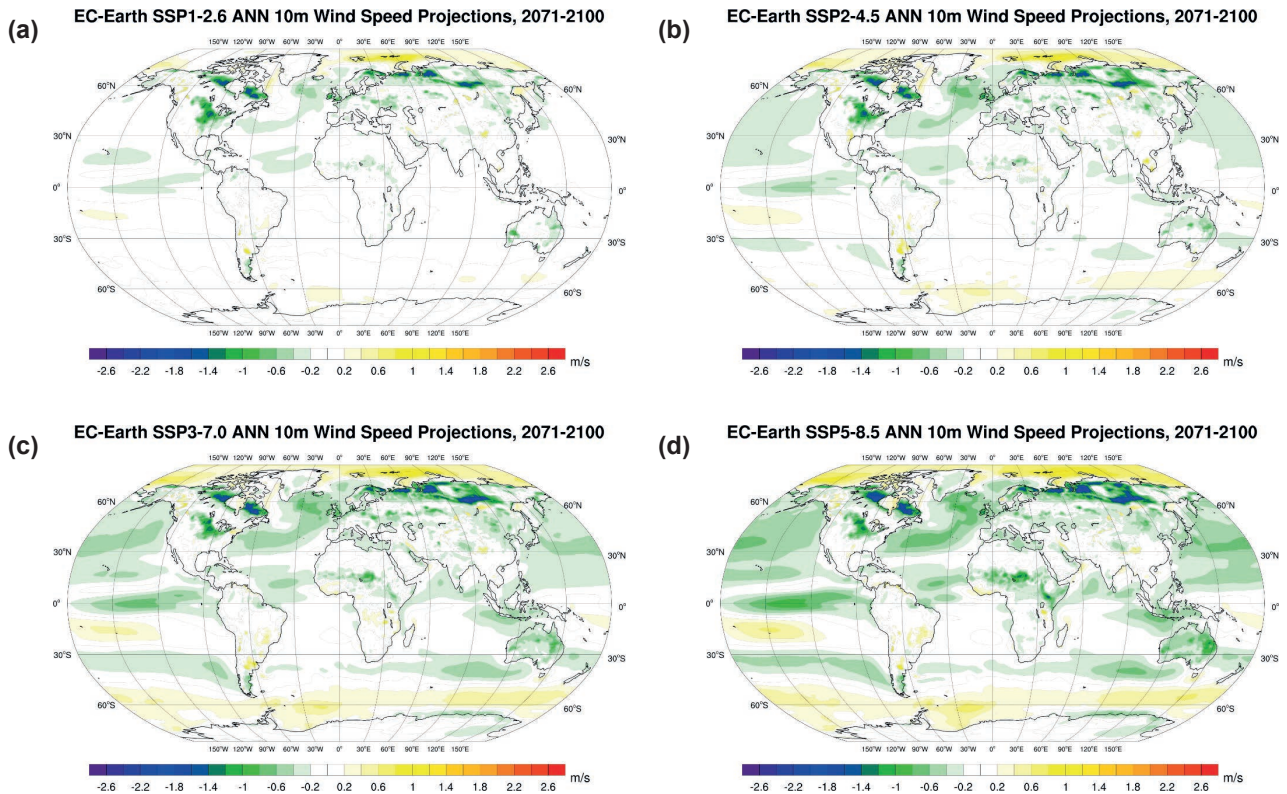 (a)
EC-Earth SSP1-2.6 ANN 10m Wind Speed Projections, 2071-2100
150°W 120°W 90°W 60°W 30°W 0° 30°E 60°E 90°E 120°E 150°E
60°N 60°N
30°N 30°N
0° 0°
30°S 30°S
60°S 60°S
150°W 120°W 90°W 60°W 30°W 0° 30°E 60°E 90°E 120°E 150°E
m/s
-2.6 -2.2 -1.8 -1.4 -1 -0.6 -0.2 0.2 0.6 1 1.4 1.8 2.2 2.6
(b)
EC-Earth SSP2-4.5 ANN 10m Wind Speed Projections, 2071-2100
150°W 120°W 90°W 60°W 30°W 0° 30°E 60°E 90°E 120°E 150°E
60°N 60°N
30°N 30°N
0° 0°
30°S 30°S
60°S 60°S
150°W 120°W 90°W 60°W 30°W 0° 30°E 60°E 90°E 120°E 150°E
m/s
-2.6 -2.2 -1.8 -1.4 -1 -0.6 -0.2 0.2 0.6 1 1.4 1.8 2.2 2.6
(c)
EC-Earth SSP3-7.0 ANN 10m Wind Speed Projections, 2071-2100
150°W 120°W 90°W 60°W 30°W 0° 30°E 60°E 90°E 120°E 150°E
60°N 60°N
30°N 30°N
0° 0°
30°S 30°S
60°S 60°S
150°W 120°W 90°W 60°W 30°W 0° 30°E 60°E 90°E 120°E 150°E
m/s
-2.6 -2.2 -1.8 -1.4 -1 -0.6 -0.2 0.2 0.6 1 1.4 1.8 2.2 2.6
(d)
EC-Earth SSP5-8.5 ANN 10m Wind Speed Projections, 2071-2100
150°W 120°W 90°W 60°W 30°W 0° 30°E 60°E 90°E 120°E 150°E
60°N 60°N
30°N 30°N
0° 0°
30°S 30°S
60°S 60°S
150°W 120°W 90°W 60°W 30°W 0° 30°E 60°E 90°E 120°E 150°E
m/s
-2.6 -2.2 -1.8 -1.4 -1 -0.6 -0.2 0.2 0.6 1 1.4 1.8 2.2 2.6